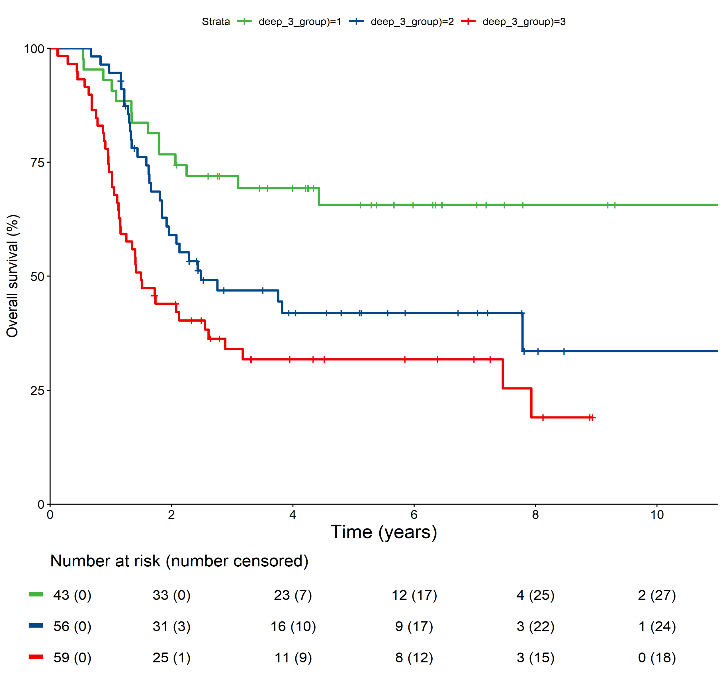 Strata deep_3_group)=1 deep_3_group)=2 deep_3_group)=3
100
75
50
25
0
Overall survival (%)
0 2 4 6 8 10
Time (years)
Number at risk (number censored)
43 (0) 33 (0) 23 (7) 12 (17) 4 (25) 2 (27)
56 (0) 31 (3) 16 (10) 9 (17) 3 (22) 1 (24)
59 (0) 25 (1) 11 (9) 8 (12) 3 (15) 0 (18)